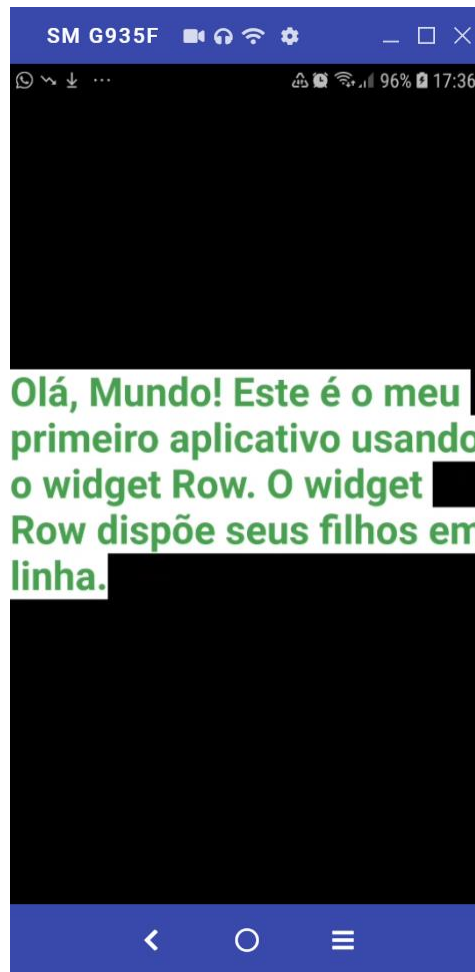 SM G935F
96% 17:36
Olá, Mundo! Este é o meu
primeiro aplicativo usando
o widget Row. O widget
Row dispõe seus filhos em
linha.